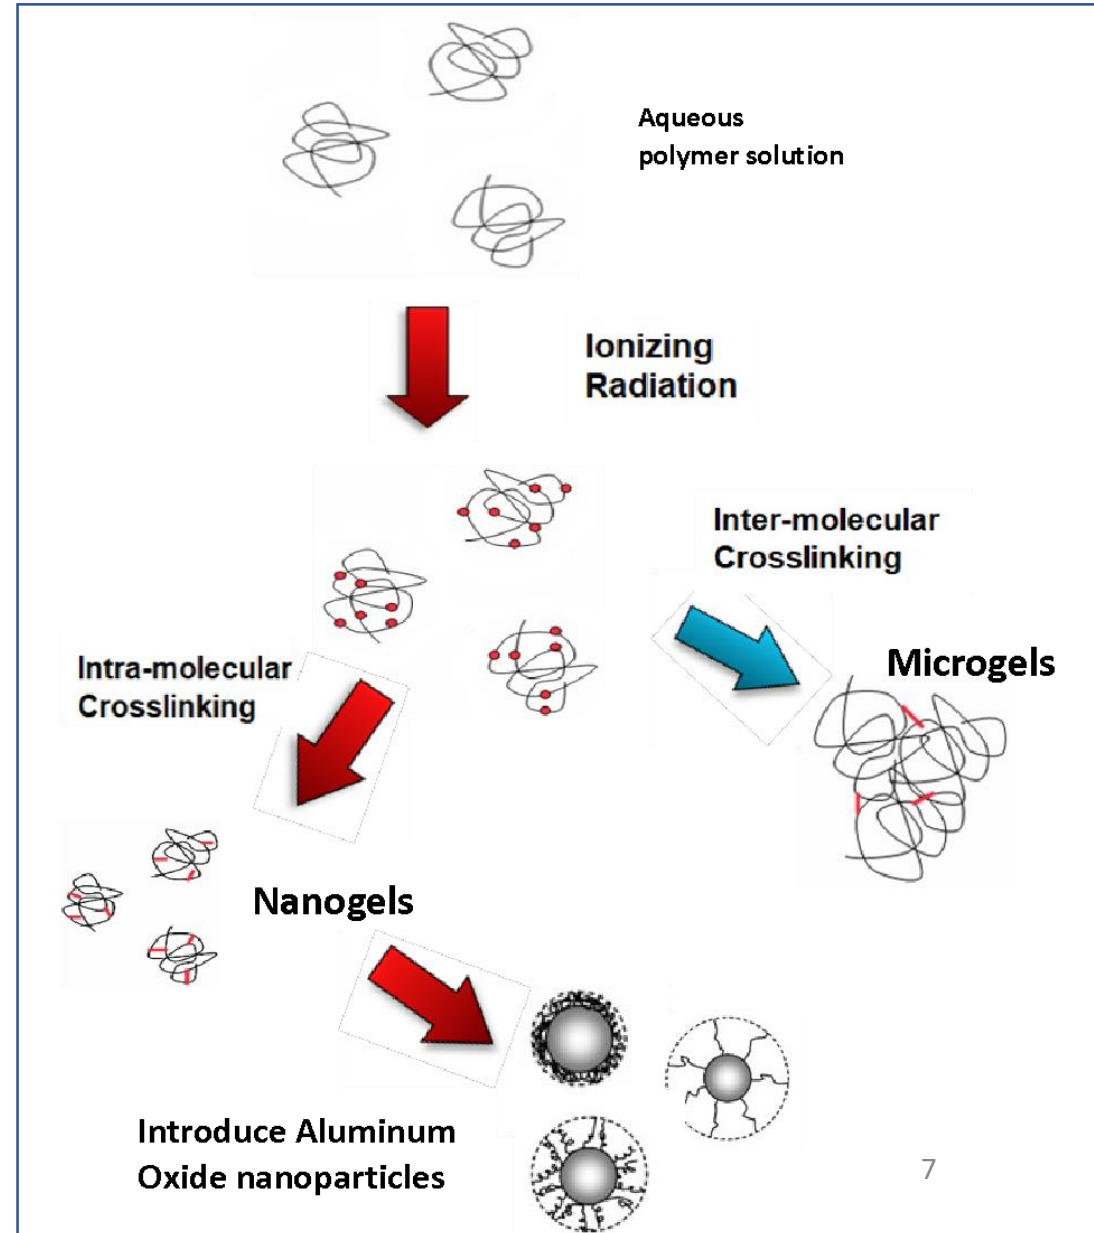 Aqueous
polymer solution
Ionizing
Radiation
Inter-molecular
Crosslinking
Microgels
Intra-molecular
Crosslinking
Nanogels
Introduce Aluminum
Oxide nanoparticles
7